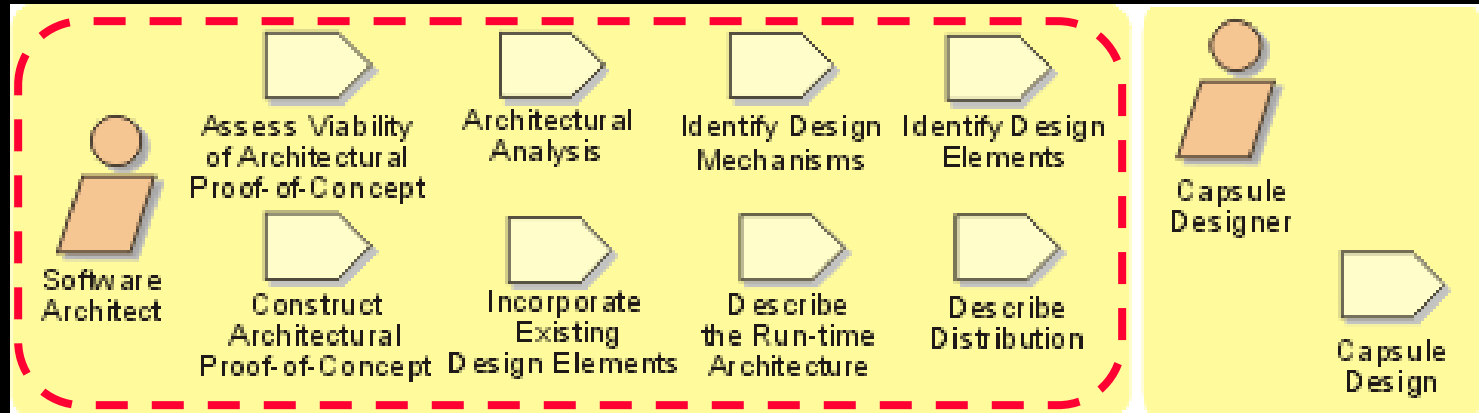 Software
Architect
Assess Viability
of Architectural
Proof-of-Concept
Architectural
Analysis
Identify Design
Mechanisms
Identify Design
Elements
Construct
Architectural
Proof-of-Concept
Incorporate
Existing
Design Elements
Describe
the Run-time
Architecture
Describe
Distribution
Capsule
Designer
Capsule
Design